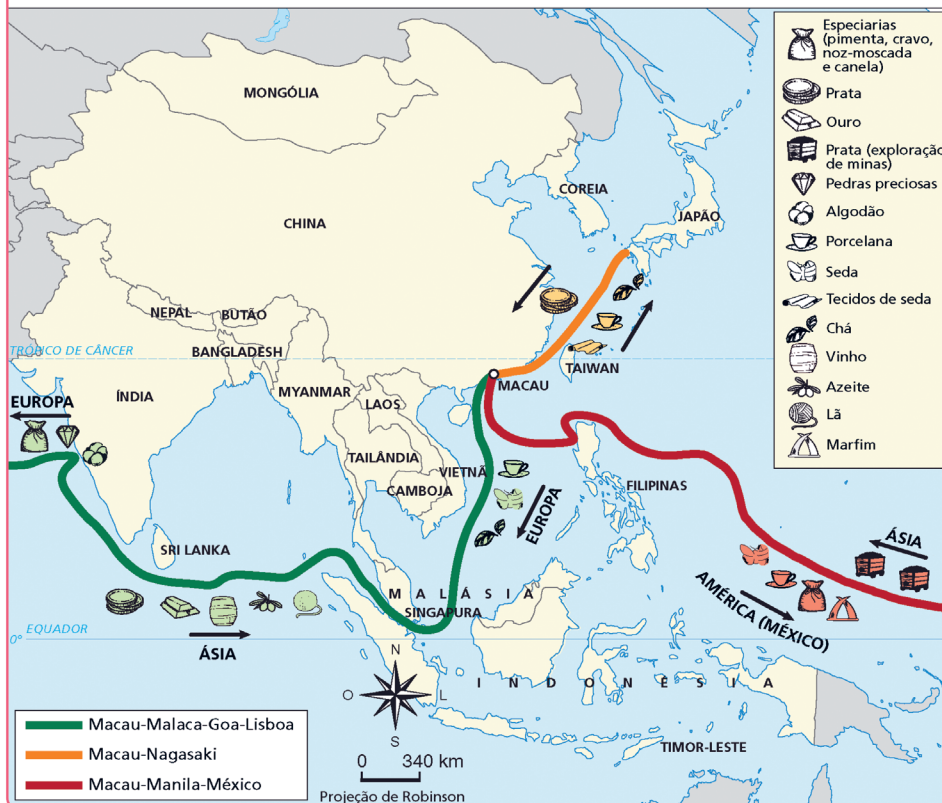 Especiarias
(pimenta, cravo,
noz-moscada
e canela)
Prata
Ouro
Prata (exploração
de minas)
Pedras preciosas
Algodão
Porcelana
Seda
Tecidos de seda
Chá
Vinho
Azeite
Lã
Marfim
MONGÓLIA
COREIA
JAPÃO
CHINA
NEPAL
BUTÃO
TRÓPICO DE CÂNCER
BANGLADESH
TAIWAN
MACAU
ÍNDIA
MYANMAR
LAOS
EUROPA
TAILÂNDIA
VIETNÃ
CAMBOJA
FILIPINAS
EUROPA
SRI LANKA
ÁSIA
AMÉRICA (MÉXICO)
MALÁSIA
SINGAPURA
0° EQUADOR
ÁSIA
N
O
L
S
INDONÉSIA
TIMOR-LESTE
Macau-Malaca-Goa-Lisboa
Macau-Nagasaki
Macau-Manila-México
0 340 km
Projeção de Robinson